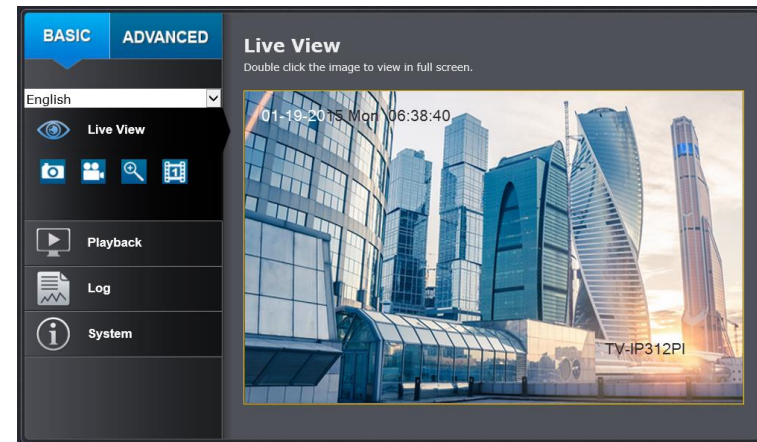 BASIC
ADVANCED
English
Live View
Playback
Log
System
Live View
Double click the image to view in full screen.
01-19-2015 Mon 06:38:40
TV-IP312PI
1